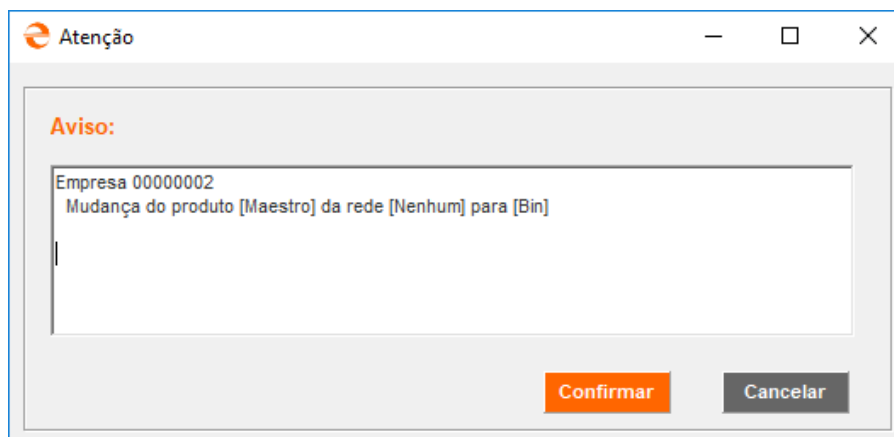 Atenção
Aviso:
Empresa 00000002
Mudança do produto [Maestro] da rede [Nenhum] para [Bin]
Confirmar
Cancelar